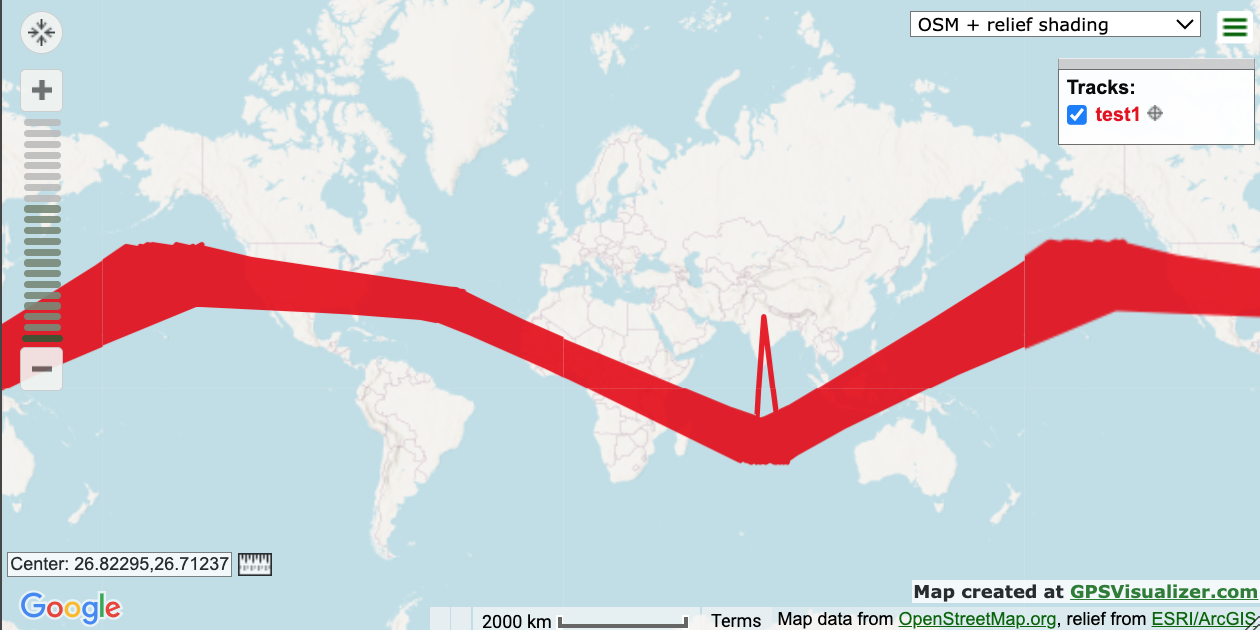 OSM + relief shading
Tracks:
test1
Center: 26.82295,26.71237
Map created at GPSVisualizer.com
Google
2000 km
Terms
Map data from OpenStreetMap.org, relief from ESRI/ArcGIS